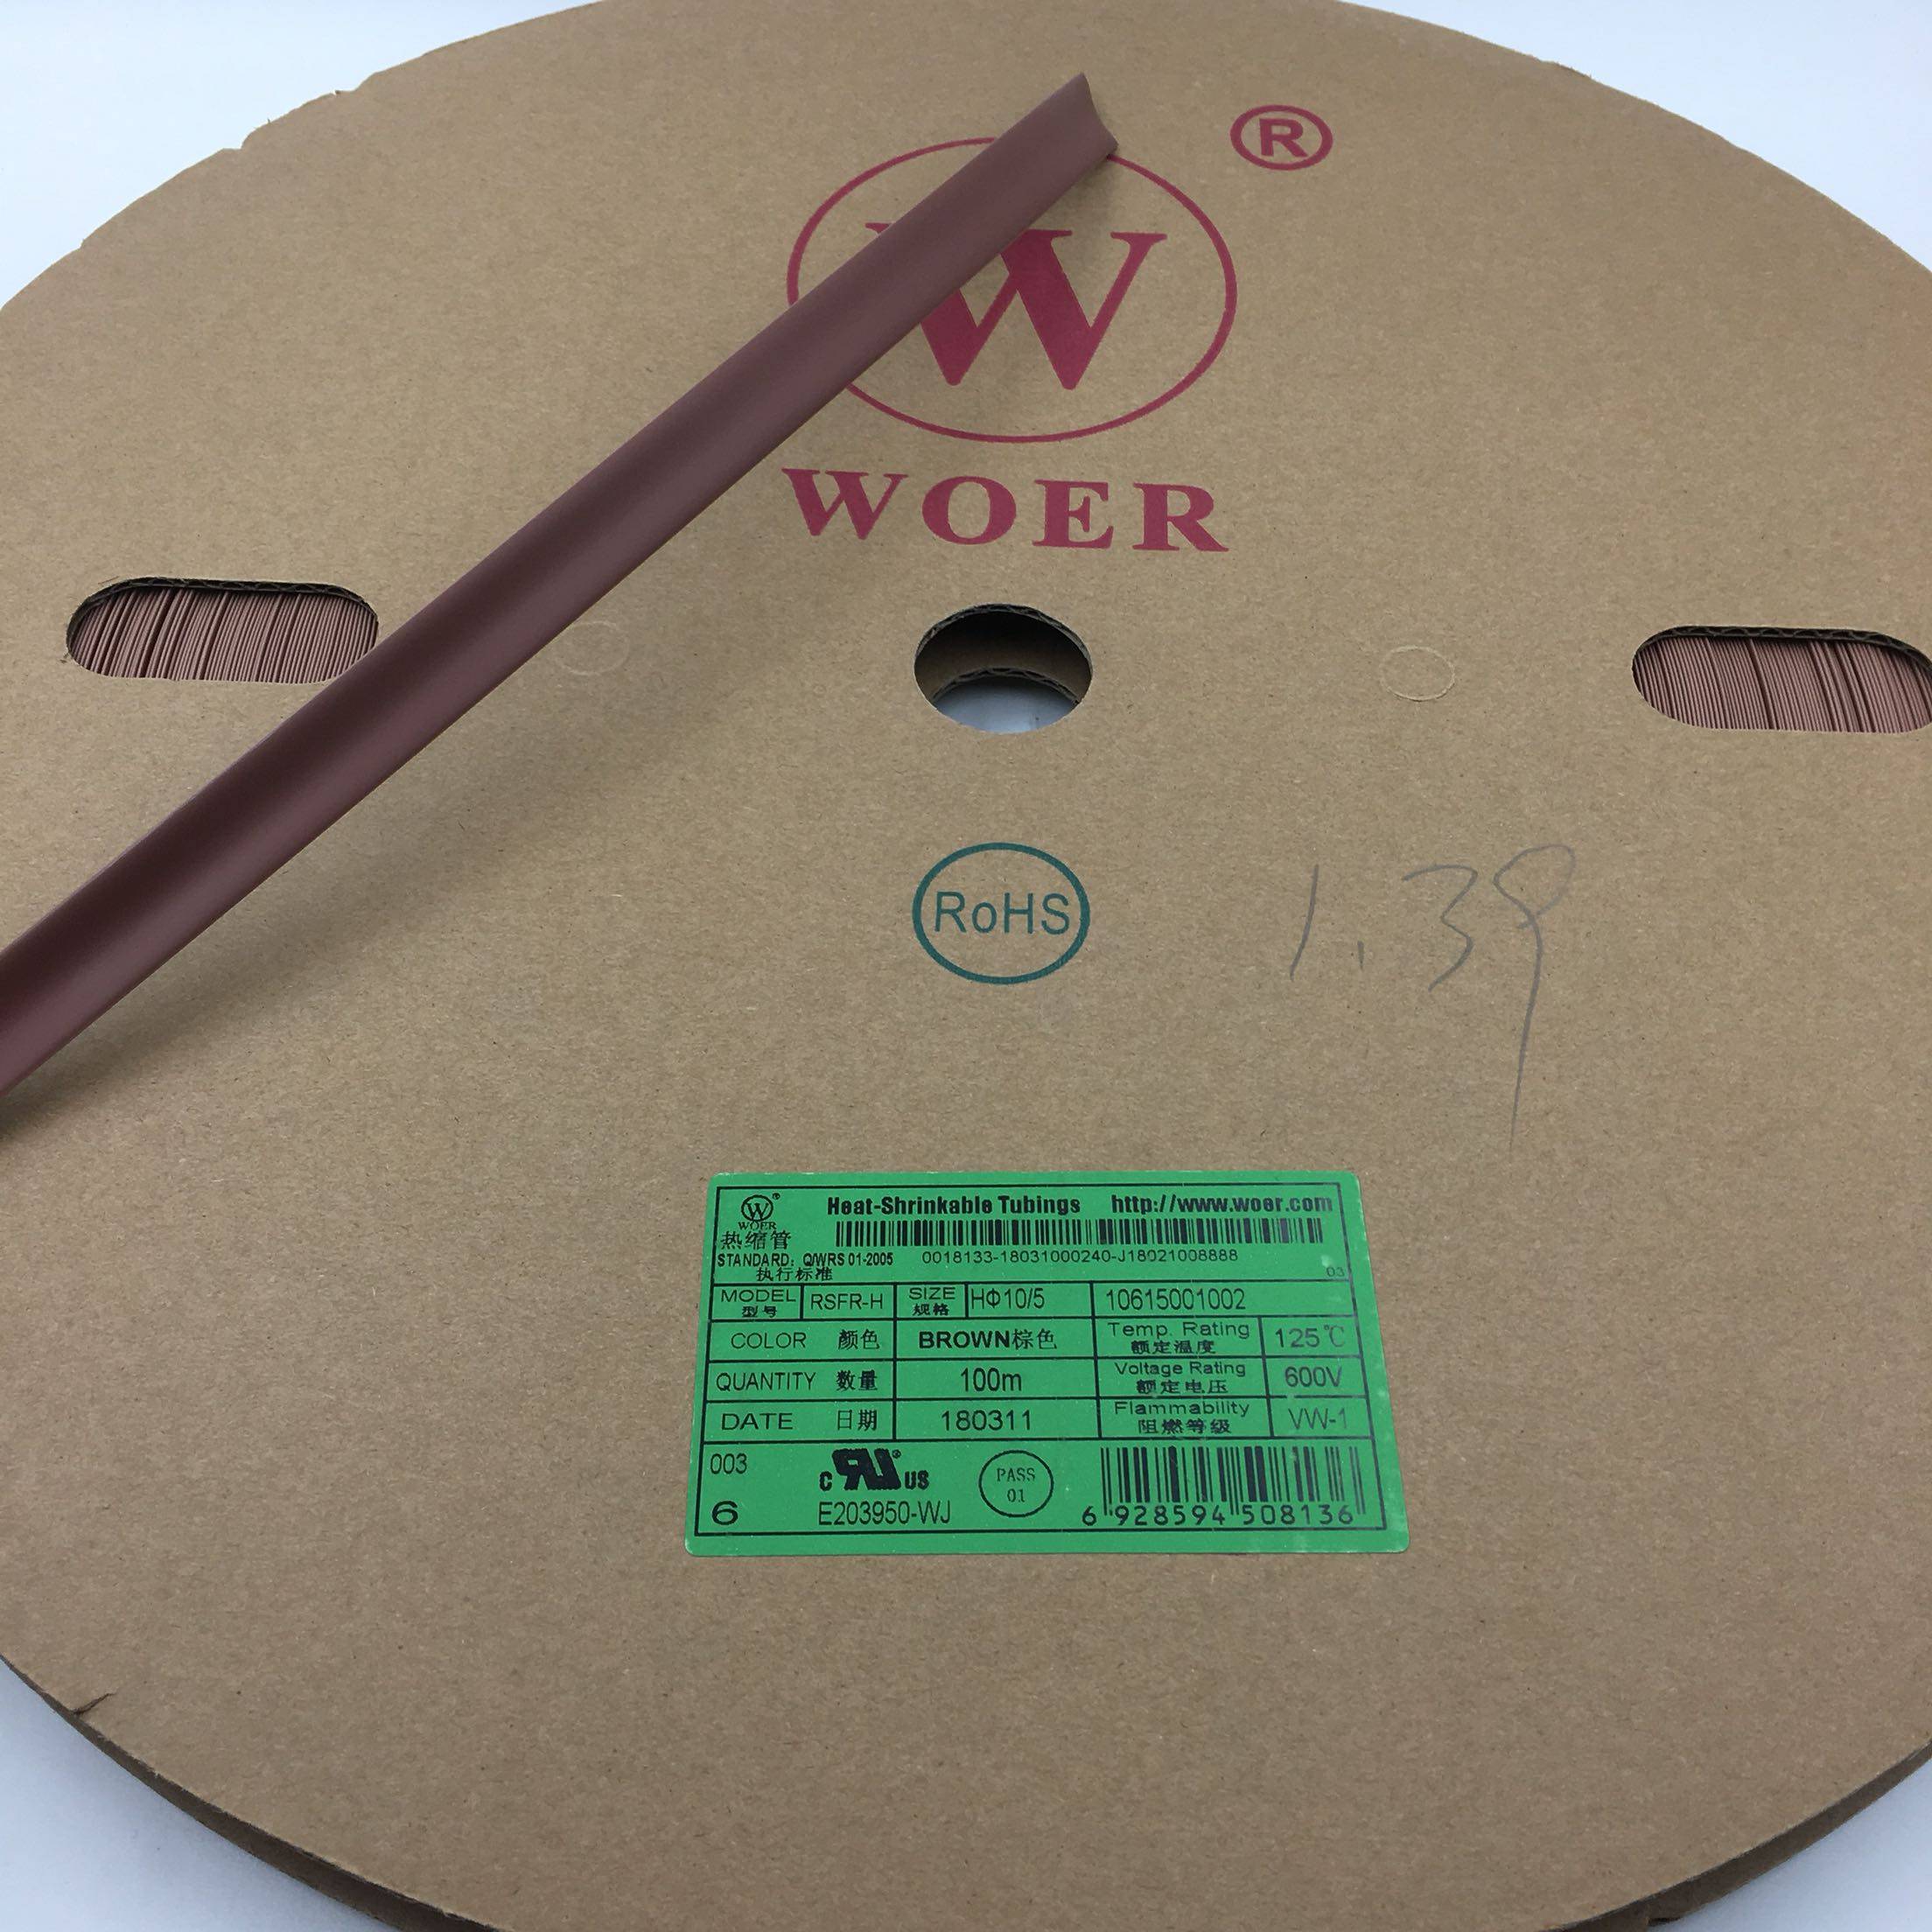 ®
W
WOER
RoHS
1.39
W®
WOER
热缩管
Heat-Shrinkable Tubings http://www.woer.com
STANDARD: Q/WRS 01-2005 0018133-18031000240-J18021008888
执行标准
03
MODEL RSFR-H SIZE HΦ10/5 10615001002
型号 规格
COLOR 颜色 BROWN棕色 Temp. Rating 125℃
额定温度
QUANTITY 数量 100m Voltage Rating 600V
额定电压
DATE 日期 180311 Flammability VW-1
阻燃等级
003
6
c RU ® US
E203950-WJ
PASS
01
6 928594 508136